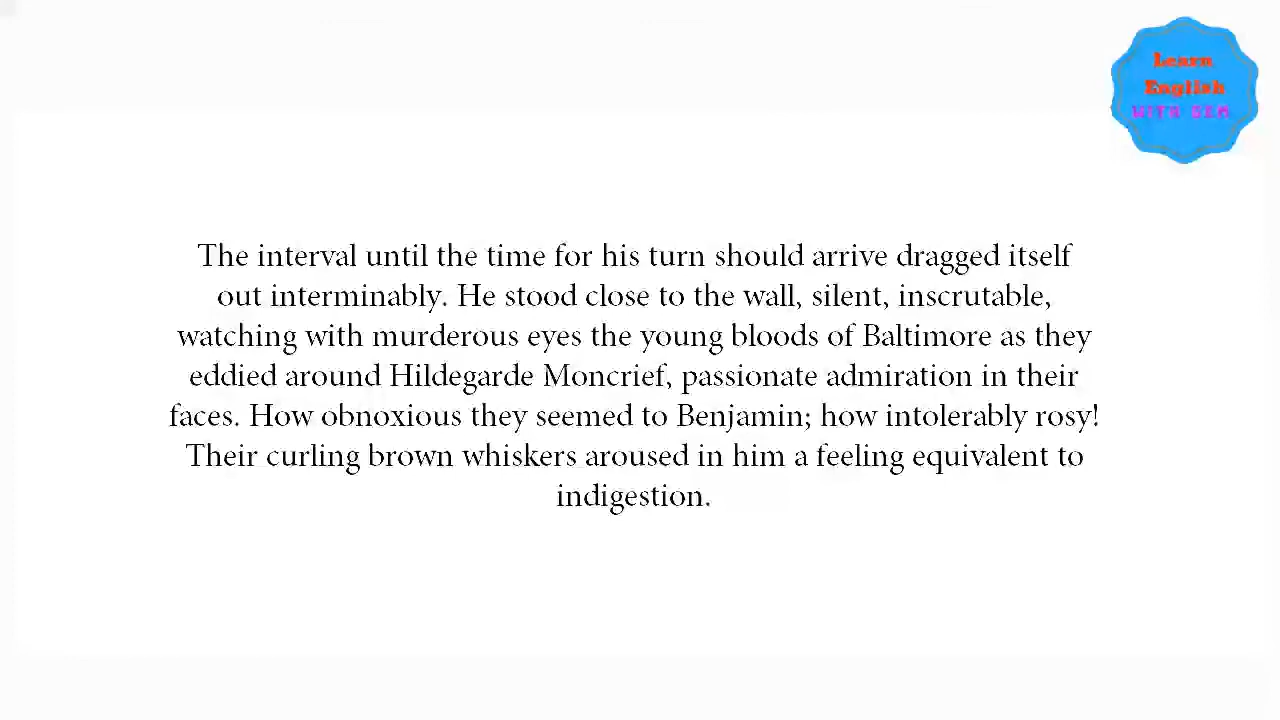 Learn
English
WITH SEM
The interval until the time for his turn should arrive dragged itself
out interminably. He stood close to the wall, silent, inscrutable,
watching with murderous eyes the young bloods of Baltimore as they
eddied around Hildegarde Moncrief, passionate admiration in their
faces. How obnoxious they seemed to Benjamin; how intolerably rosy!
Their curling brown whiskers aroused in him a feeling equivalent to
indigestion.